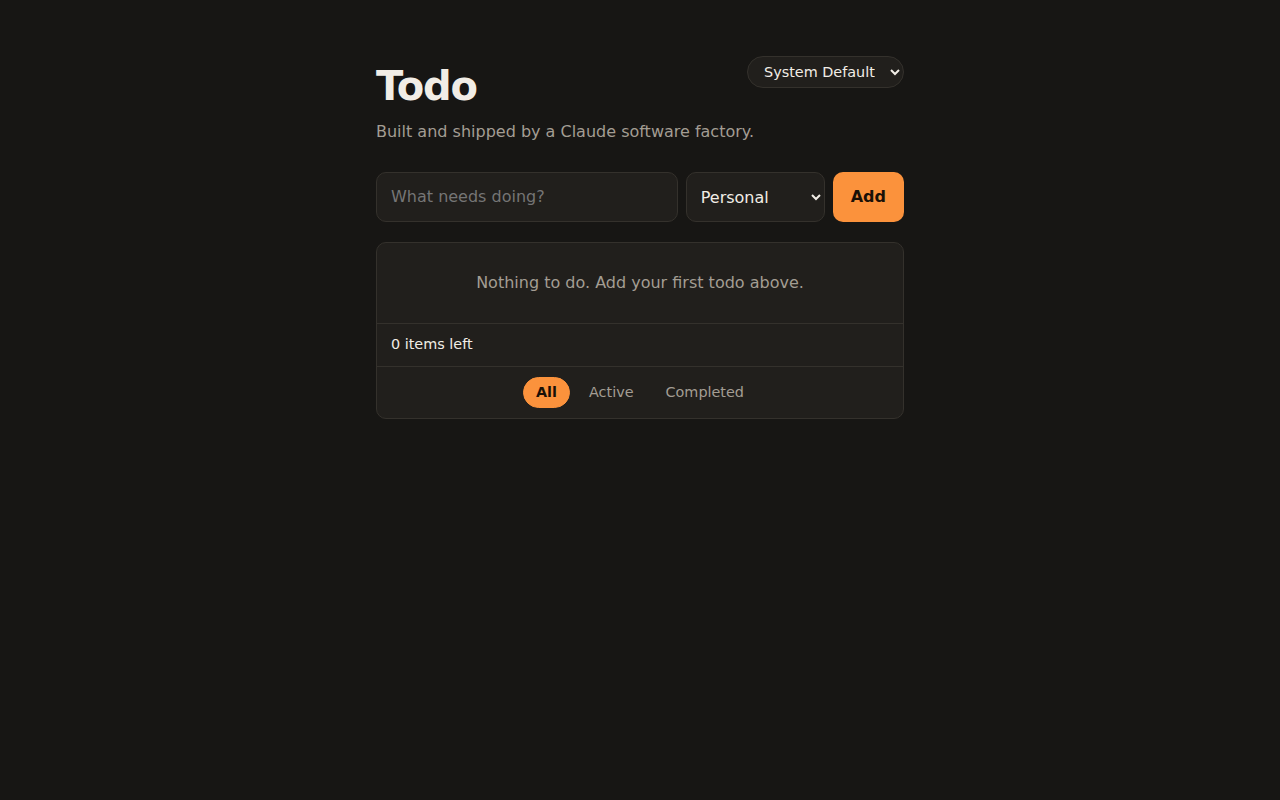 Todo
System Default
Built and shipped by a Claude software factory.
What needs doing?
Personal
Add
Nothing to do. Add your first todo above.
0 items left
All
Active
Completed